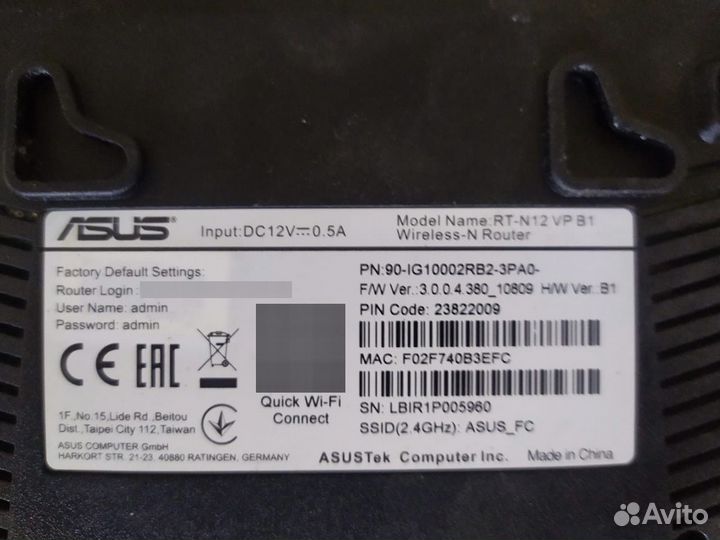 ASUS
Input:DC12V⎓0.5A
Model Name:RT-N12 VP B1
Wireless-N Router
Factory Default Settings:
Router Login :
User Name: admin
Password: admin
PN:90-IG10002RB2-3PA0-
F/W Ver.:3.0.0.4.380_10809 H/W Ver.:B1
PIN Code: 23822009
MAC: F02F740B3EFC
CE EAC
Quick Wi-Fi
Connect
SN: LBIR1P005960
SSID(2.4GHz): ASUS_FC
1F.,No.15,Lide Rd.,Beitou
Dist.,Taipei City 112,Taiwan
ASUS COMPUTER GmbH
HARKORT STR. 21-23, 40880 RATINGEN, GERMANY
ASUSTek Computer Inc.
Made in China
Avito